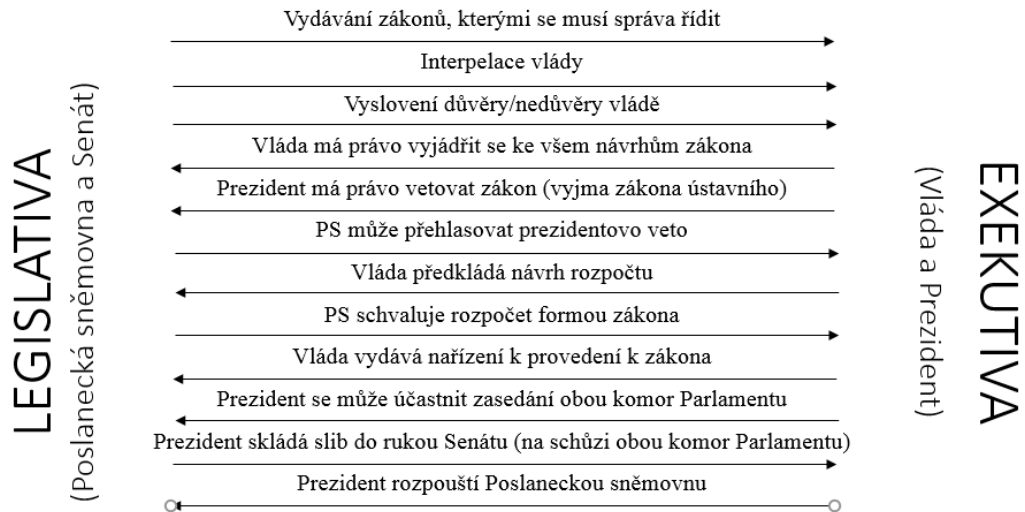 LEGISLATIVA
(Poslanecká sněmovna a Senát)
Vydávání zákonů, kterými se musí správa řídit
Interpelace vlády
Vyslovení důvěry/nedůvěry vládě
Vláda má právo vyjádřit se ke všem návrhům zákona
Prezident má právo vetovat zákon (vyjma zákona ústavního)
PS může přehlasovat prezidentovo veto
Vláda předkládá návrh rozpočtu
PS schvaluje rozpočet formou zákona
Vláda vydává nařízení k provedení k zákona
Prezident se může účastnit zasedání obou komor Parlamentu
Prezident skládá slib do rukou Senátu (na schůzi obou komor Parlamentu)
Prezident rozpouští Poslaneckou sněmovnu
(Vláda a Prezident)
EXEKUTIVA